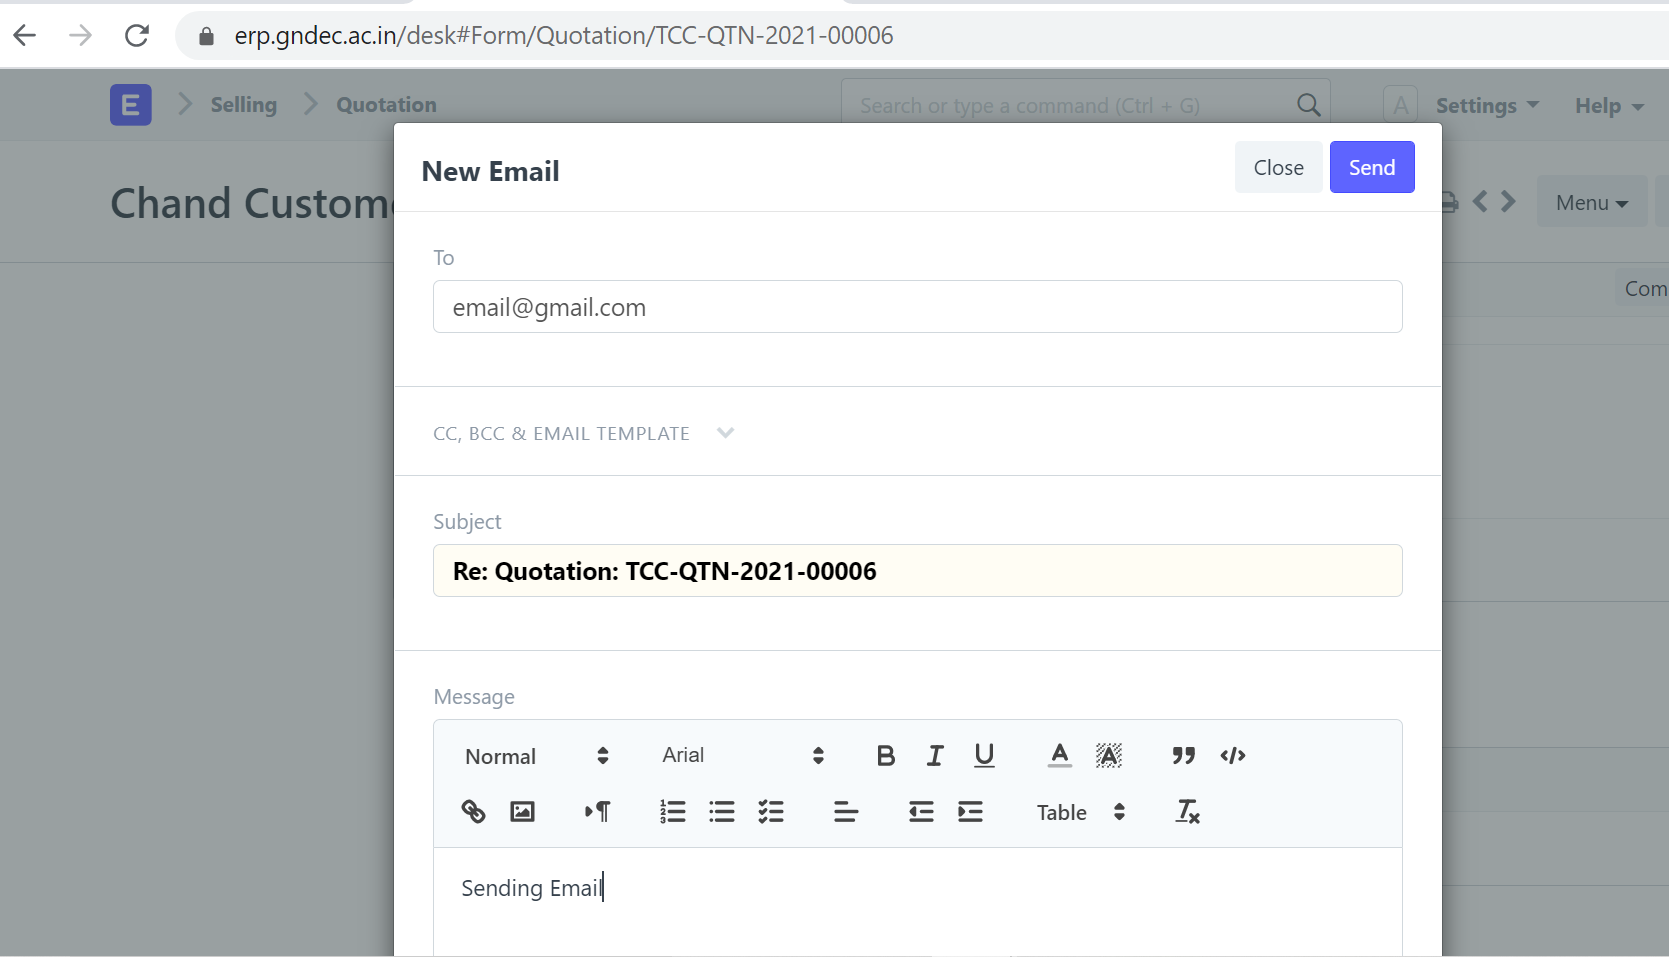 erp.gndec.ac.in/desk#Form/Quotation/TCC-QTN-2021-00006
E Selling Quotation Search or type a command (Ctrl + G) A Settings Help
New Email Close Send
Chand Custome Menu
To
email@gmail.com
Com
CC, BCC & EMAIL TEMPLATE
Subject
Re: Quotation: TCC-QTN-2021-00006
Message
Normal Arial B I U A A
Table
Sending Email